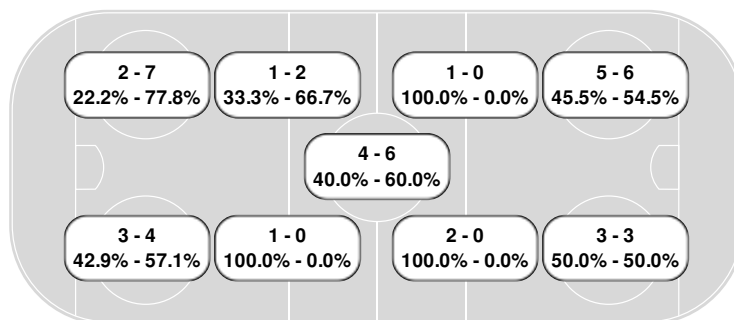 2 - 7
22.2% - 77.8%
1 - 2
33.3% - 66.7%
1 - 0
100.0% - 0.0%
5 - 6
45.5% - 54.5%
4 - 6
40.0% - 60.0%
3 - 4
42.9% - 57.1%
1 - 0
100.0% - 0.0%
2 - 0
100.0% - 0.0%
3 - 3
50.0% - 50.0%